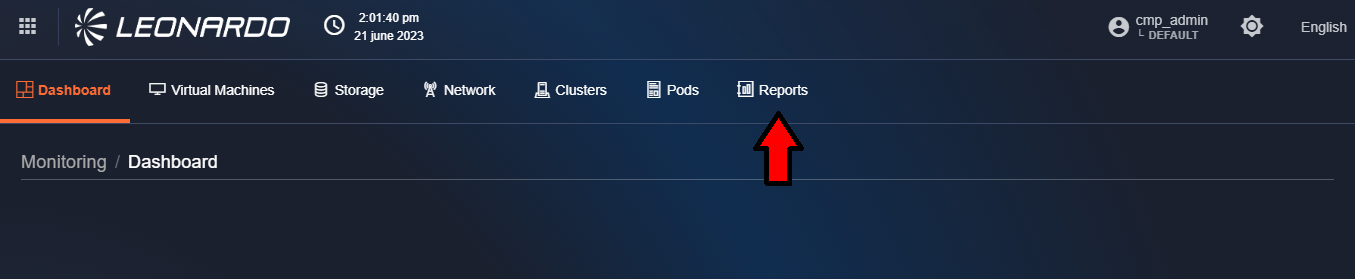 LEONARDO
2:01:40 pm
21 june 2023
cmp_admin
└ DEFAULT
English
Dashboard
Virtual Machines
Storage
Network
Clusters
Pods
Reports
Monitoring / Dashboard